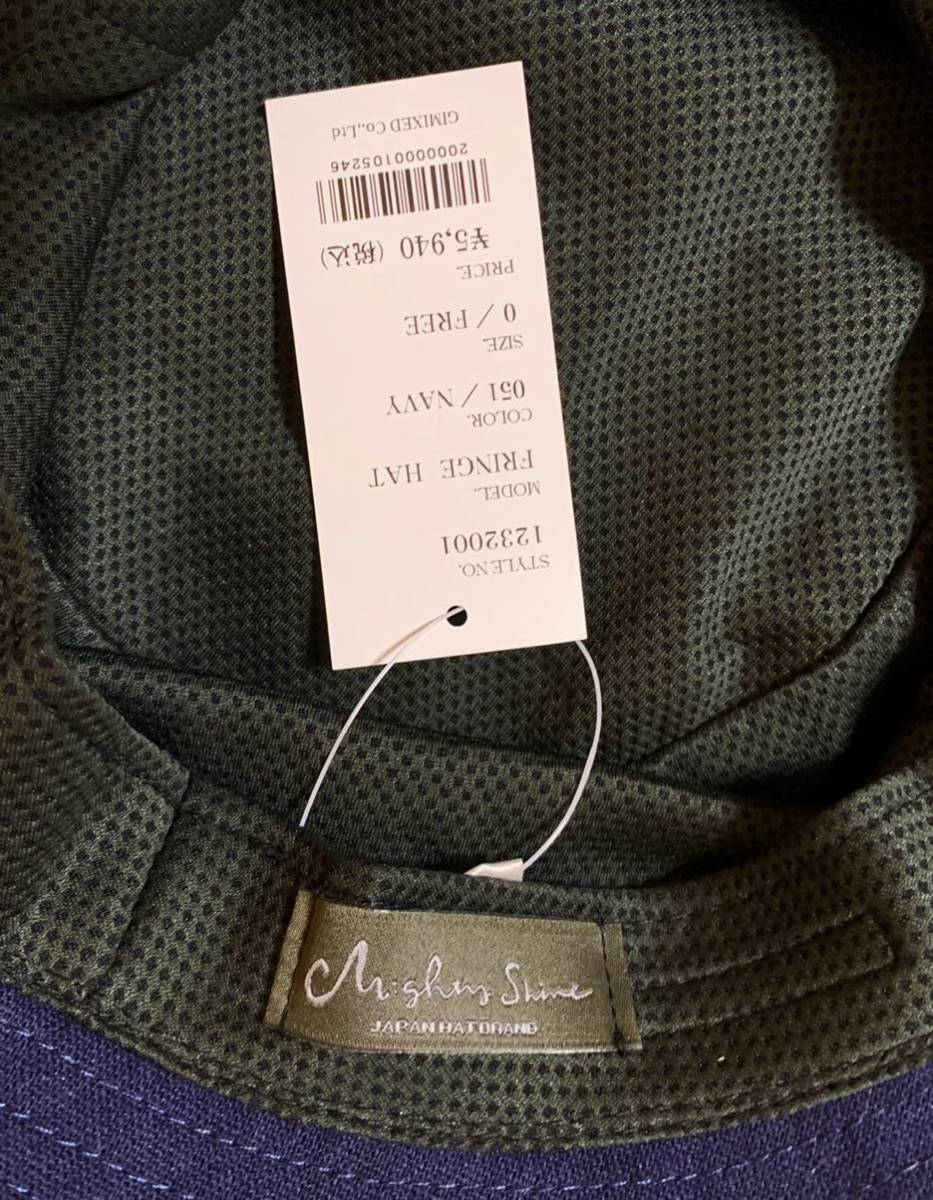 STYLE NO.
1232001
MODEL.
FRINGE HAT
COLOR.
051 / NAVY
SIZE.
0 / FREE
PRICE.
¥5,940 (税込)
2000000105246
GIMIXED Co.,Ltd
Mighty Shine
JAPAN HAT BRAND